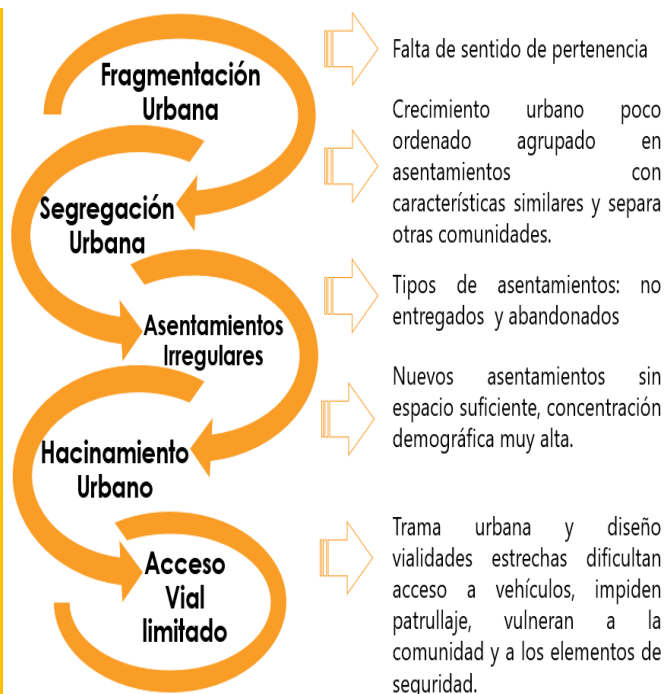 Fragmentación
Urbana
Falta de sentido de pertenencia
Segregación
Urbana
Crecimiento urbano poco
ordenado agrupado en
asentamientos con
características similares y separa
otras comunidades.
Asentamientos
Irregulares
Tipos de asentamientos: no
entregados y abandonados
Hacinamiento
Urbano
Nuevos asentamientos sin
espacio suficiente, concentración
demográfica muy alta.
Acceso
Vial
limitado
Trama urbana y diseño
vialidades estrechas dificultan
acceso a vehículos, impiden
patrullaje, vulneran a la
comunidad y a los elementos de
seguridad.